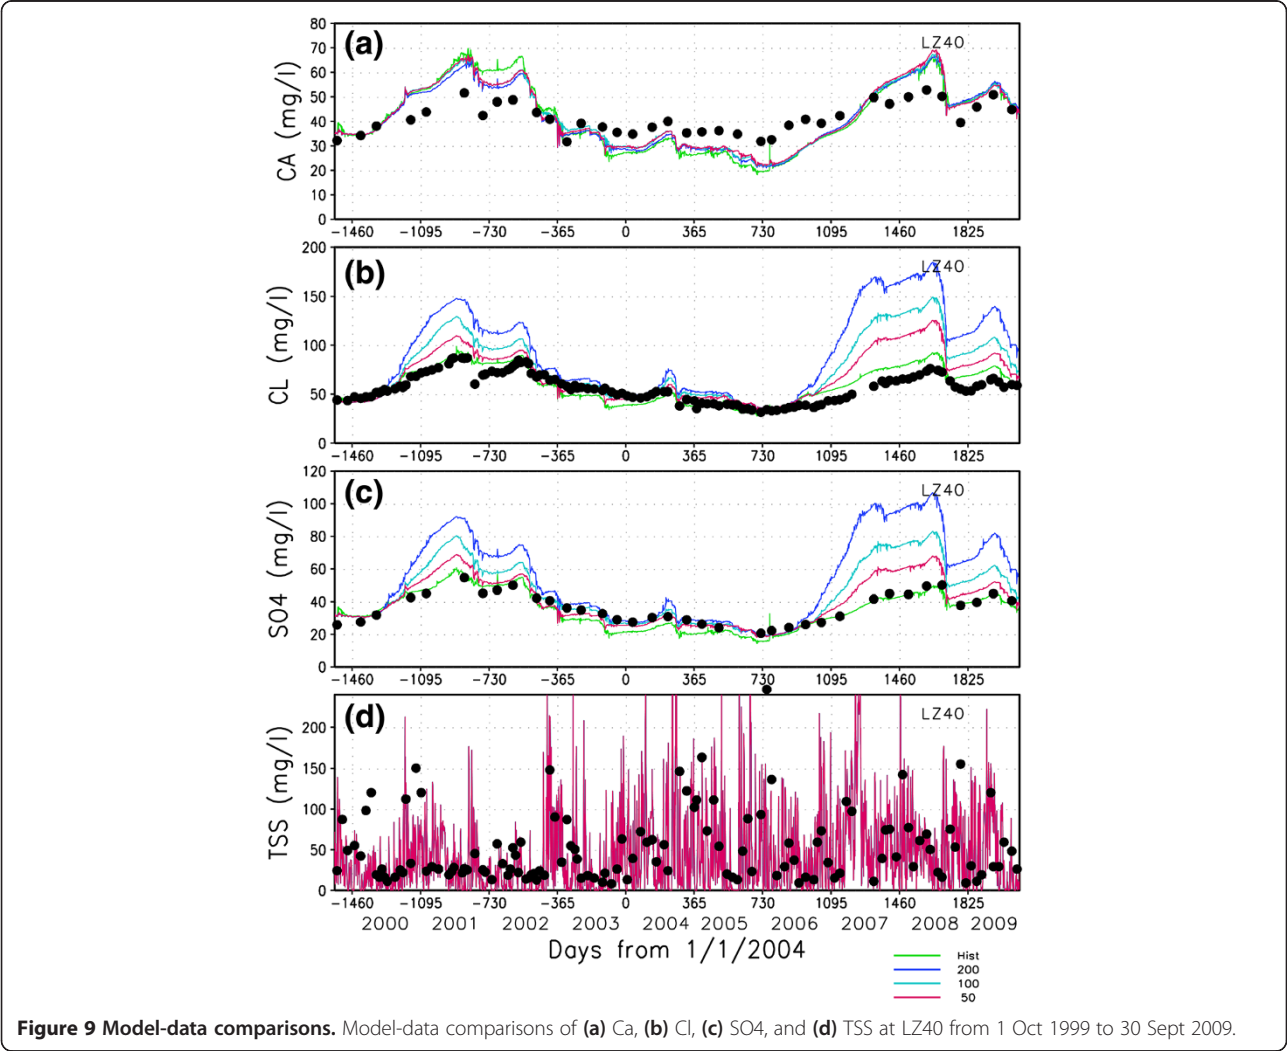 (a)
LZ40
CA (mg/l)
80
70
60
50
40
30
20
10
0
-1460 -1095 -730 -365 0 365 730 1095 1460 1825
(b)
LZ40
CL (mg/l)
200
150
100
50
0
-1460 -1095 -730 -365 0 365 730 1095 1460 1825
(c)
LZ40
SO4 (mg/l)
120
100
80
60
40
20
0
-1460 -1095 -730 -365 0 365 730 1095 1460 1825
(d)
LZ40
TSS (mg/l)
200
150
100
50
0
-1460 -1095 -730 -365 0 365 730 1095 1460 1825
2000 2001 2002 2003 2004 2005 2006 2007 2008 2009
Days from 1/1/2004
Hist
200
100
50
Figure 9 Model-data comparisons. Model-data comparisons of (a) Ca, (b) Cl, (c) SO4, and (d) TSS at LZ40 from 1 Oct 1999 to 30 Sept 2009.